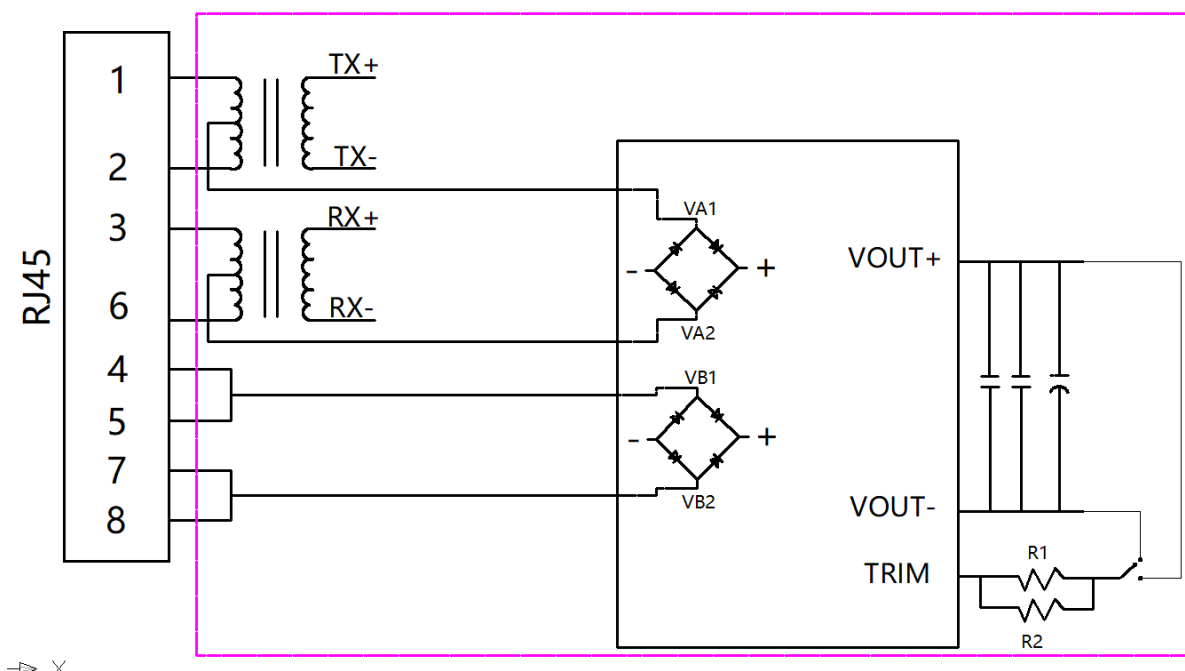 RJ45
1
2
3
6
4
5
7
8
TX+
TX-
RX+
RX-
VA1
- +
VA2
VB1
- +
VB2
VOUT+
VOUT-
TRIM
R1
R2
X